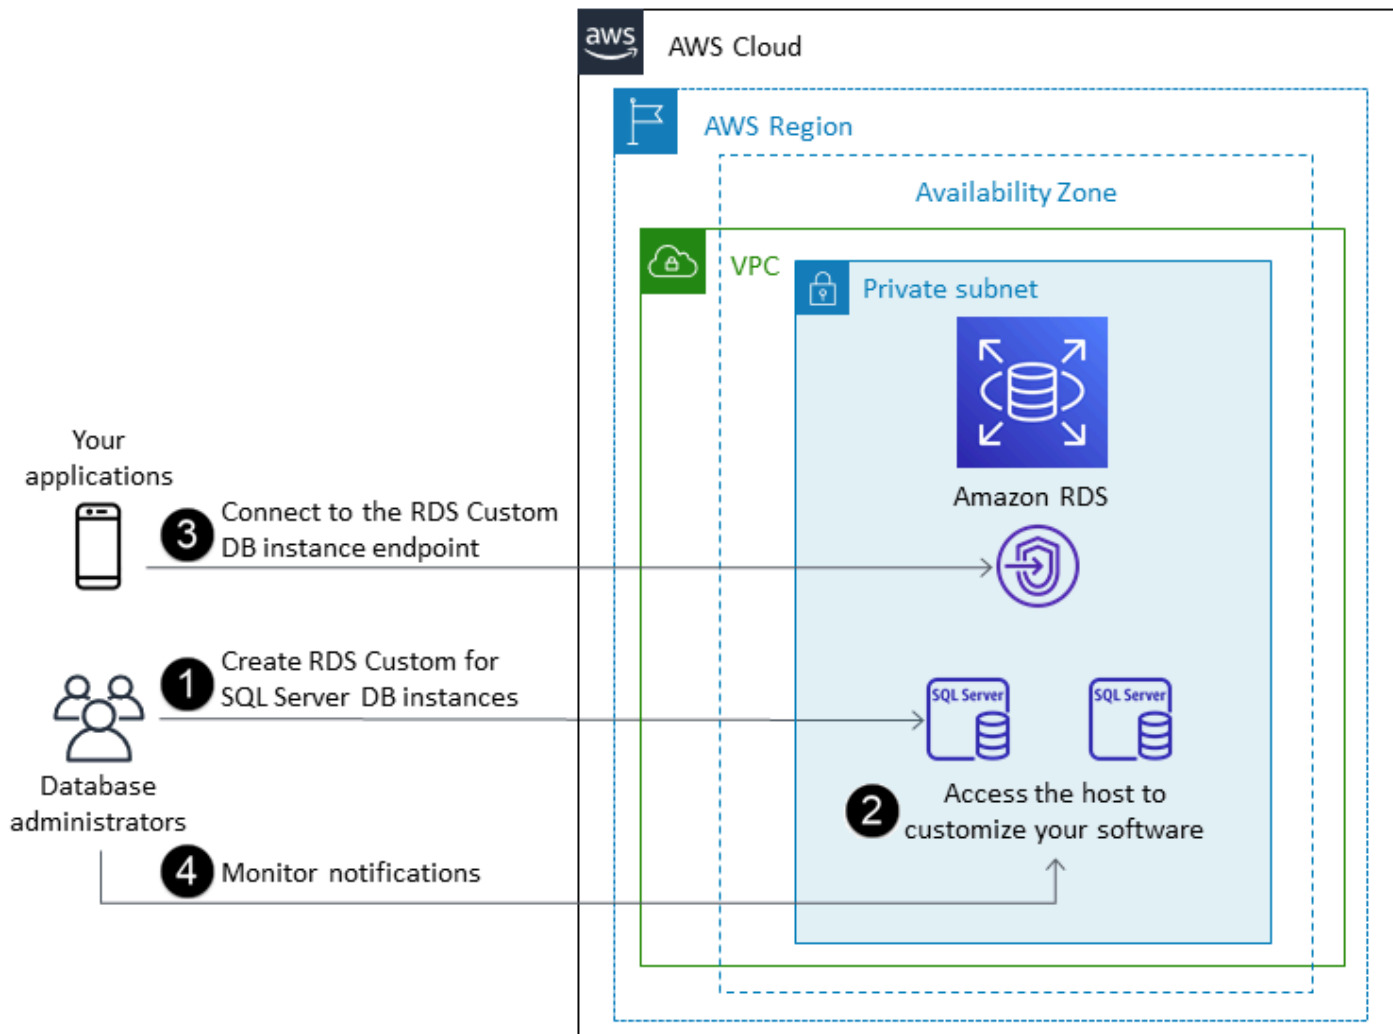 aws
AWS Cloud
AWS Region
Availability Zone
VPC
Private subnet
Amazon RDS
Your
applications
3
Connect to the RDS Custom
DB instance endpoint
1
Create RDS Custom for
SQL Server DB instances
SQL Server
SQL Server
Database
administrators
2
Access the host to
customize your software
4
Monitor notifications